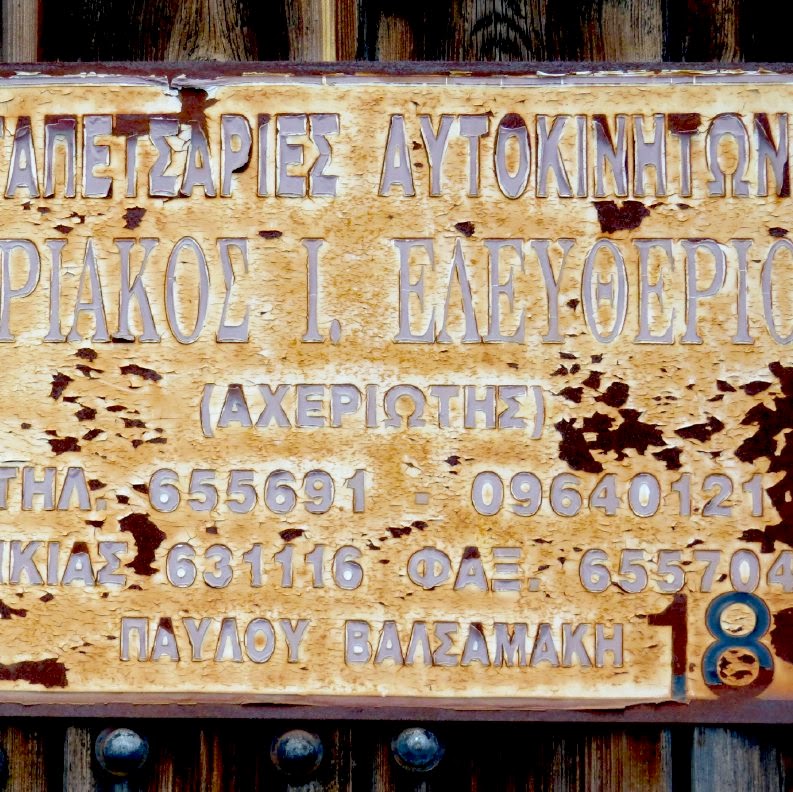 ΑΠΕΤΣΑΡΙΕΣ ΑΥΤΟΚΙΝΗΤΩΝ
ΡΙΑΚΟΣ Ι. ΕΛΕΥΘΕΡΙΟ
(ΑΧΕΡΙΩΤΗΣ)
ΤΗΛ. 655691 - 09640121
ΙΚΙΑΣ 631116 ΦΑΞ. 655704
ΠΑΥΛΟΥ ΒΑΛΣΑΜΑΚΗ 18